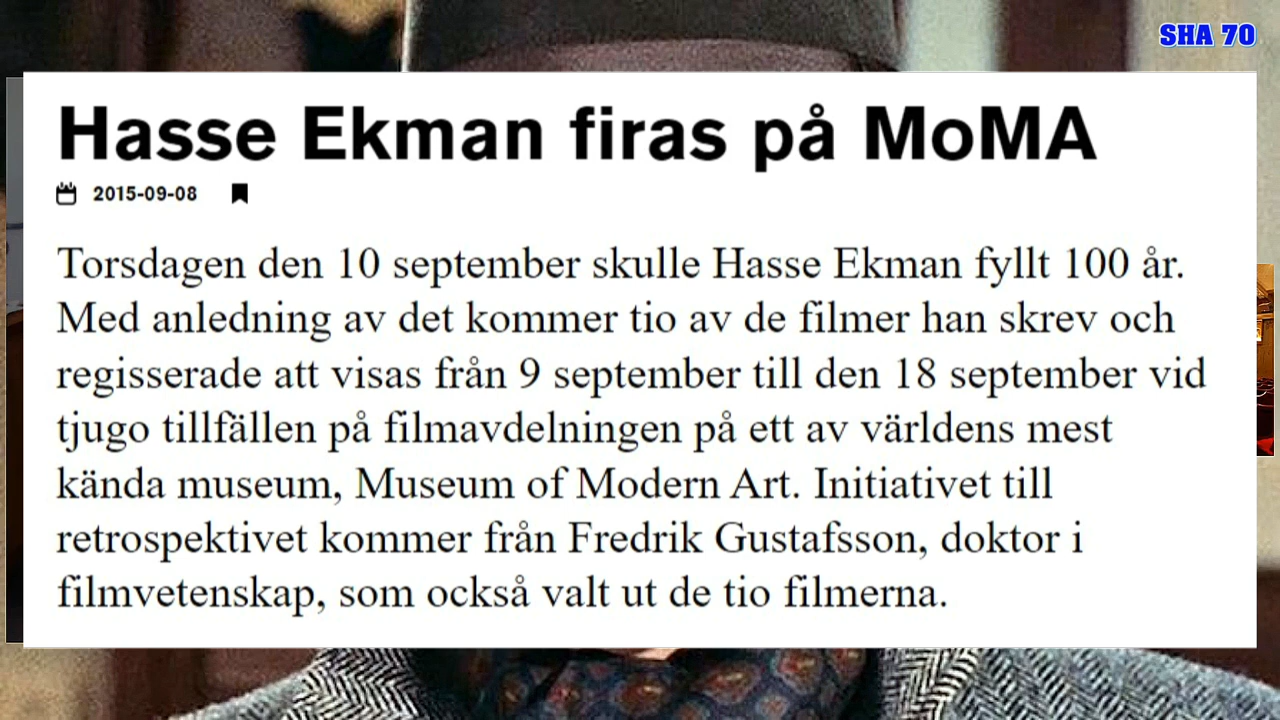 SHA 70
Hasse Ekman firas på MoMA
2015-09-08
Torsdagen den 10 september skulle Hasse Ekman fyllt 100 år.
Med anledning av det kommer tio av de filmer han skrev och
regisserade att visas från 9 september till den 18 september vid
tjugo tillfällen på filmavdelningen på ett av världens mest
kända museum, Museum of Modern Art. Initiativet till
retrospektivet kommer från Fredrik Gustafsson, doktor i
filmvetenskap, som också valt ut de tio filmerna.